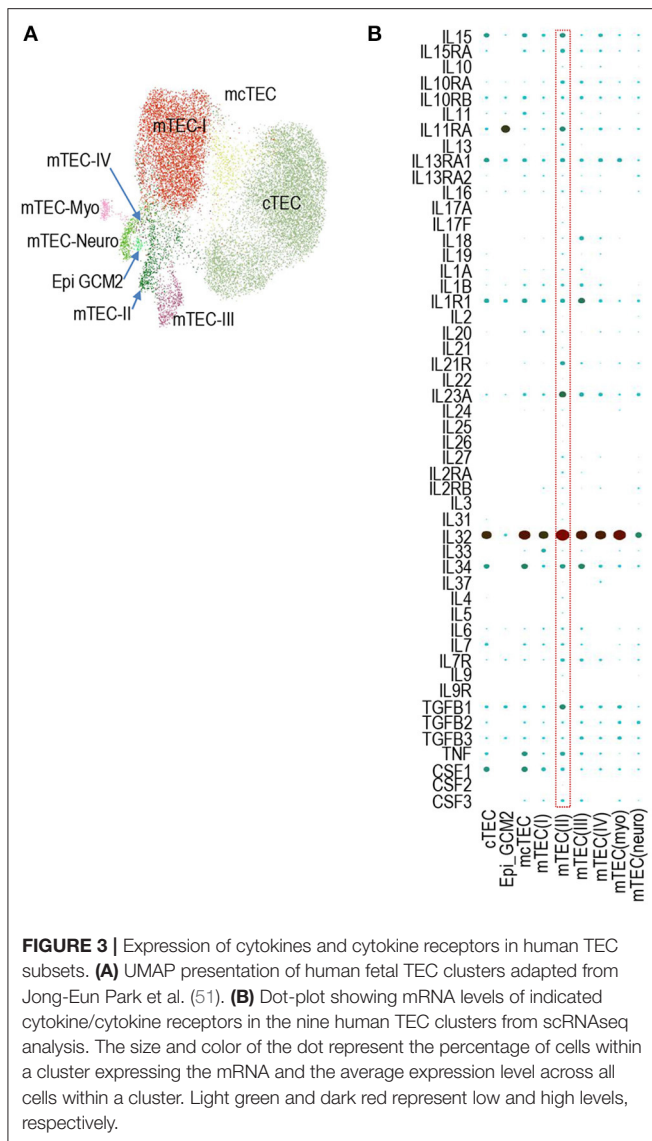 A
mcTEC
mTEC-I
mTEC-IV
cTEC
mTEC-Myo
mTEC-Neuro
Epi GCM2
mTEC-II
mTEC-III
B
IL15
IL15RA
IL10
IL10RA
IL10RB
IL11
IL11RA
IL13
IL13RA1
IL13RA2
IL16
IL17A
IL17F
IL18
IL19
IL1A
IL1B
IL1R1
IL2
IL20
IL21
IL21R
IL22
IL23A
IL24
IL25
IL26
IL27
IL2RA
IL2RB
IL3
IL31
IL32
IL33
IL34
IL37
IL4
IL5
IL6
IL7
IL7R
IL9
IL9R
TGFB1
TGFB2
TGFB3
TNF
CSF1
CSF2
CSF3
cTEC
Epi_GCM2
mcTEC
mTEC(I)
mTEC(II)
mTEC(III)
mTEC(IV)
mTEC(myo)
mTEC(neuro)
FIGURE 3 | Expression of cytokines and cytokine receptors in human TEC
subsets. (A) UMAP presentation of human fetal TEC clusters adapted from
Jong-Eun Park et al. (51). (B) Dot-plot showing mRNA levels of indicated
cytokine/cytokine receptors in the nine human TEC clusters from scRNAseq
analysis. The size and color of the dot represent the percentage of cells within
a cluster expressing the mRNA and the average expression level across all
cells within a cluster. Light green and dark red represent low and high levels,
respectively.